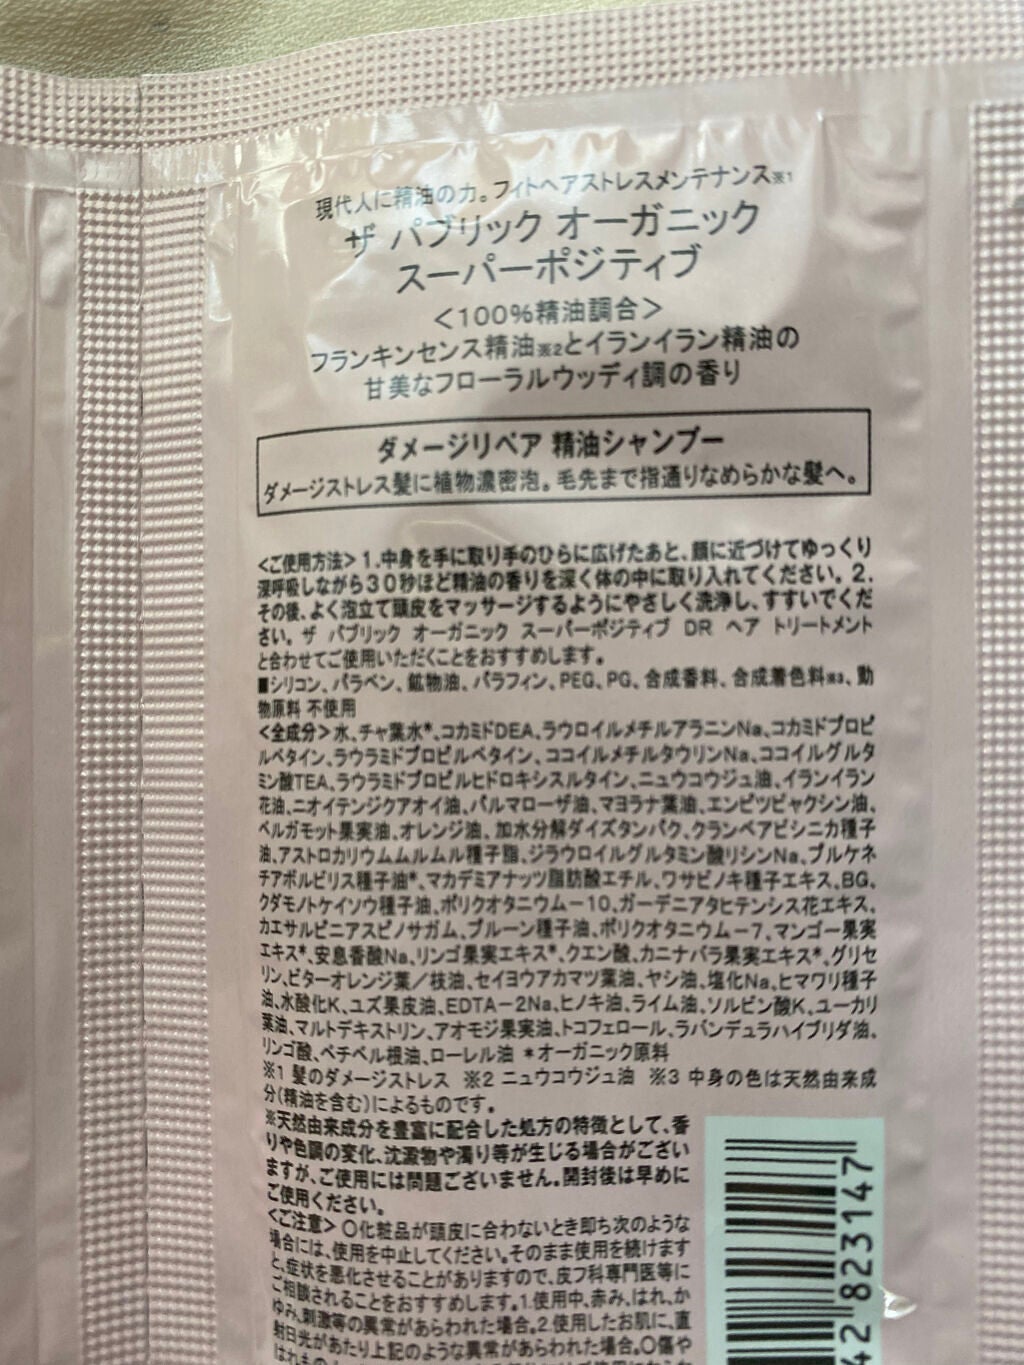 現代人に精油の力。フィトヘアストレスメンテナンス※1
ザ パブリック オーガニック
スーパーポジティブ
＜100%精油調合＞
フランキンセンス精油※2とイランイラン精油の
甘美なフローラルウッディ調の香り
ダメージリペア 精油シャンプー
ダメージストレス髪に植物濃密泡。毛先まで指通りなめらかな髪へ。
＜ご使用方法＞1.中身を手に取り手のひらに広げたあと、顔に近づけてゆっくり
深呼吸しながら30秒ほど精油の香りを深く体の中に取り入れてください。2.
その後、よく泡立て頭皮をマッサージするようにやさしく洗浄し、すすいでくだ
さい。ザ パブリック オーガニック スーパーポジティブ DR ヘア トリートメント
と合わせてご使用いただくことをおすすめします。
■シリコン、パラベン、鉱物油、パラフィン、PEG、PG、合成香料、合成着色料※3、動
物原料 不使用
＜全成分＞水、チャ葉水*、コカミドDEA、ラウロイルメチルアラニンNa、コカミドプロピ
ルベタイン、ラウラミドプロピルベタイン、ココイルメチルタウリンNa、ココイルグルタ
ミン酸TEA、ラウラミドプロピルヒドロキシスルタイン、ニュウコウジュ油、イランイラン
花油、ニオイテンジクアオイ油、パルマローザ油、マヨラナ葉油、エンピツビャクシン油、
ベルガモット果実油、オレンジ油、加水分解ダイズタンパク、クランベアビシニカ種子
油、アストロカリウムムルムル種子脂、ジラウロイルグルタミン酸リシンNa、プルケネ
チアボルビリス種子油*、マカデミアナッツ脂肪酸エチル、ワサビノキ種子エキス、BG、
クダモノトケイソウ種子油、ポリクオタニウム－10、ガーデニアタヒテンシス花エキス、
カエサルピニアスピノサガム、プルーン種子油、ポリクオタニウム－7、マンゴー果実
エキス*、安息香酸Na、リンゴ果実エキス*、クエン酸、カニナバラ果実エキス*、グリセ
リン、ビターオレンジ葉／枝油、セイヨウアカマツ葉油、ヤシ油、塩化Na、ヒマワリ種子
油、水酸化K、ユズ果皮油、EDTA－2Na、ヒノキ油、ライム油、ソルビン酸K、ユーカリ
葉油、マルトデキストリン、アオモジ果実油、トコフェロール、ラバンデュラハイブリダ油、
リンゴ酸、ベチベル根油、ローレル油 *オーガニック原料
※1 髪のダメージストレス ※2 ニュウコウジュ油 ※3 中身の色は天然由来成
分(精油を含む)によるものです。
※天然由来成分を豊富に配合した処方の特徴として、香
りや色調の変化、沈澱物や濁り等が生じる場合がござい
ますが、ご使用には問題ございません。開封後は早めに
ご使用ください。
＜ご注意＞○化粧品が頭皮に合わないとき即ち次のような
場合には、使用を中止してください。そのまま使用を続けます
と、症状を悪化させることがありますので、皮フ科専門医等に
ご相談されることをおすすめします。1.使用中、赤み、はれ、か
ゆみ、刺激等の異常があらわれた場合。2.使用したお肌に、直
射日光があたり上記のような異常があらわれた場合。○傷や
42 823147